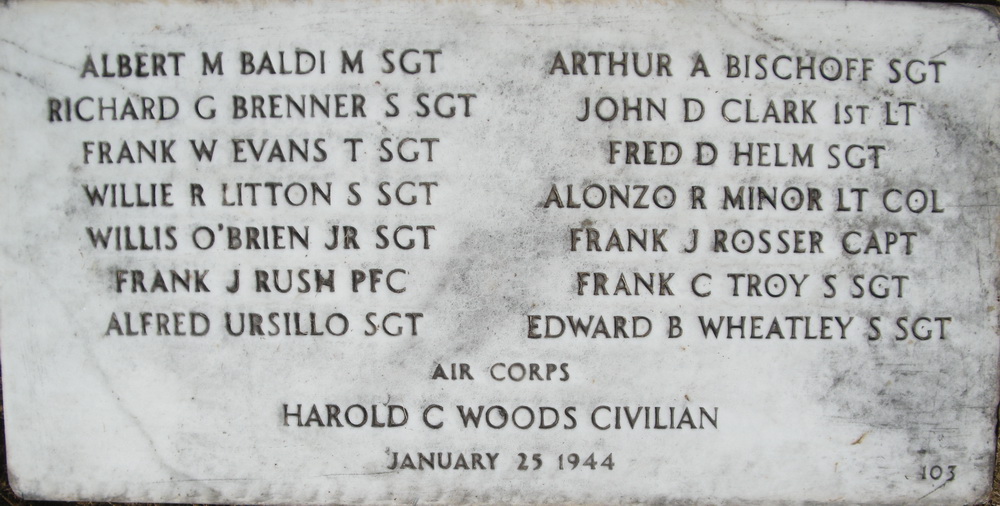 ALBERT M BALDI M SGT
ARTHUR A BISCHOFF SGT
RICHARD G BRENNER S SGT
JOHN D CLARK 1ST LT
FRANK W EVANS T SGT
FRED D HELM SGT
WILLIE R LITTON S SGT
ALONZO R MINOR LT COL
WILLIS O'BRIEN JR SGT
FRANK J ROSSER CAPT
FRANK J RUSH PFC
FRANK C TROY S SGT
ALFRED URSILLO SGT
EDWARD B WHEATLEY S SGT
AIR CORPS
HAROLD C WOODS CIVILIAN
JANUARY 25 1944
103